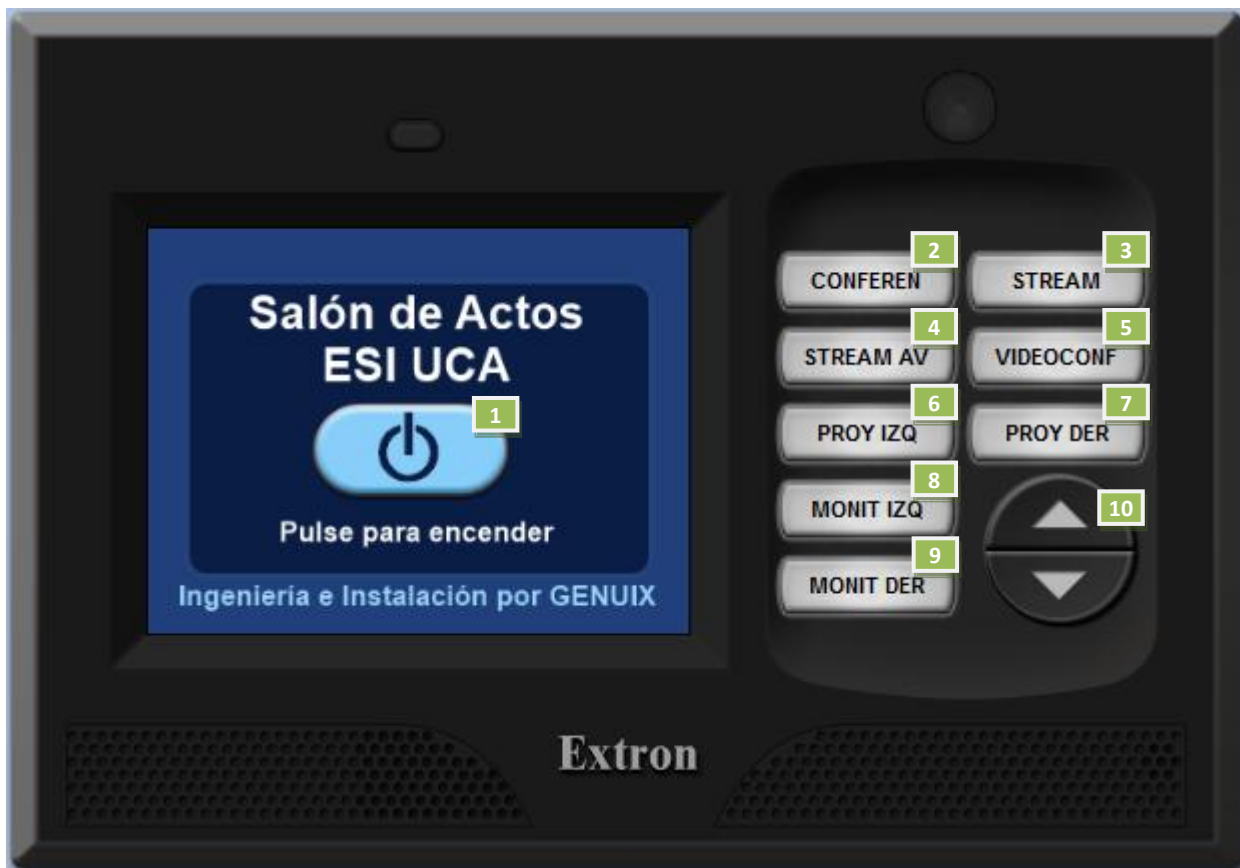 Salón de Actos
ESI UCA
1
Pulse para encender
Ingeniería e Instalación por GENUIX
2
CONFEREN
3
STREAM
4
STREAM AV
5
VIDEOCONF
6
PROY IZQ
7
PROY DER
8
MONIT IZQ
10
9
MONIT DER
Extron